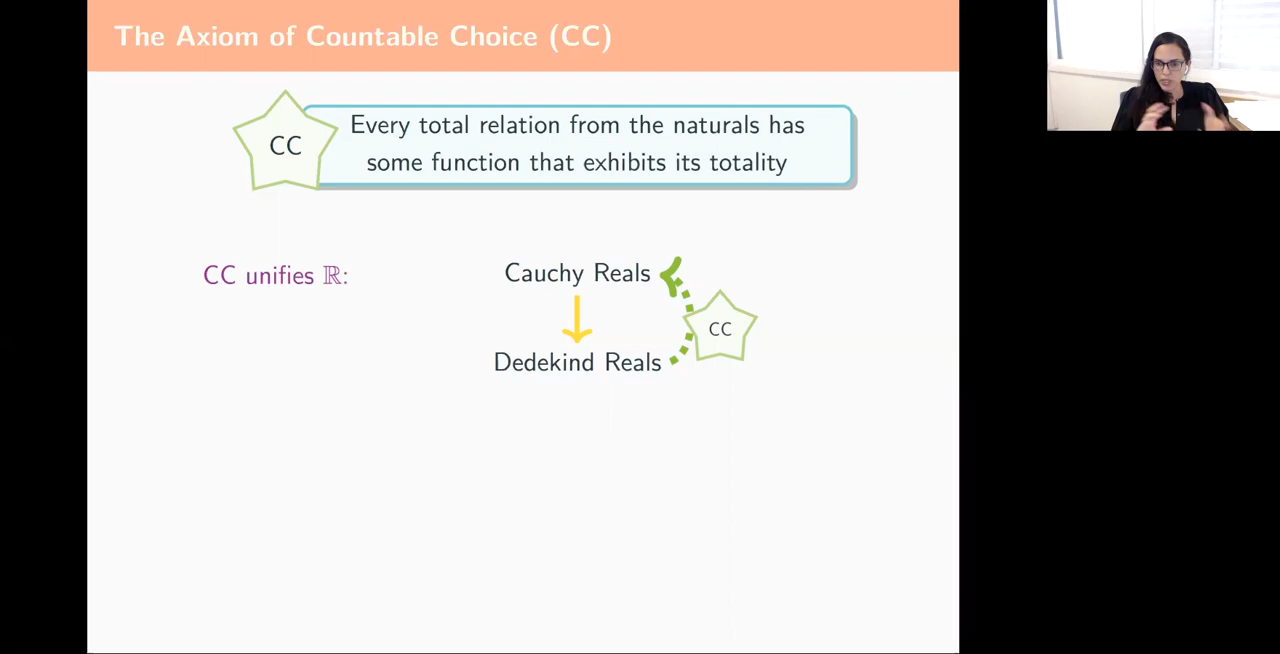 The Axiom of Countable Choice (CC)
CC
Every total relation from the naturals has
some function that exhibits its totality
CC unifies ℝ:
Cauchy Reals
CC
Dedekind Reals